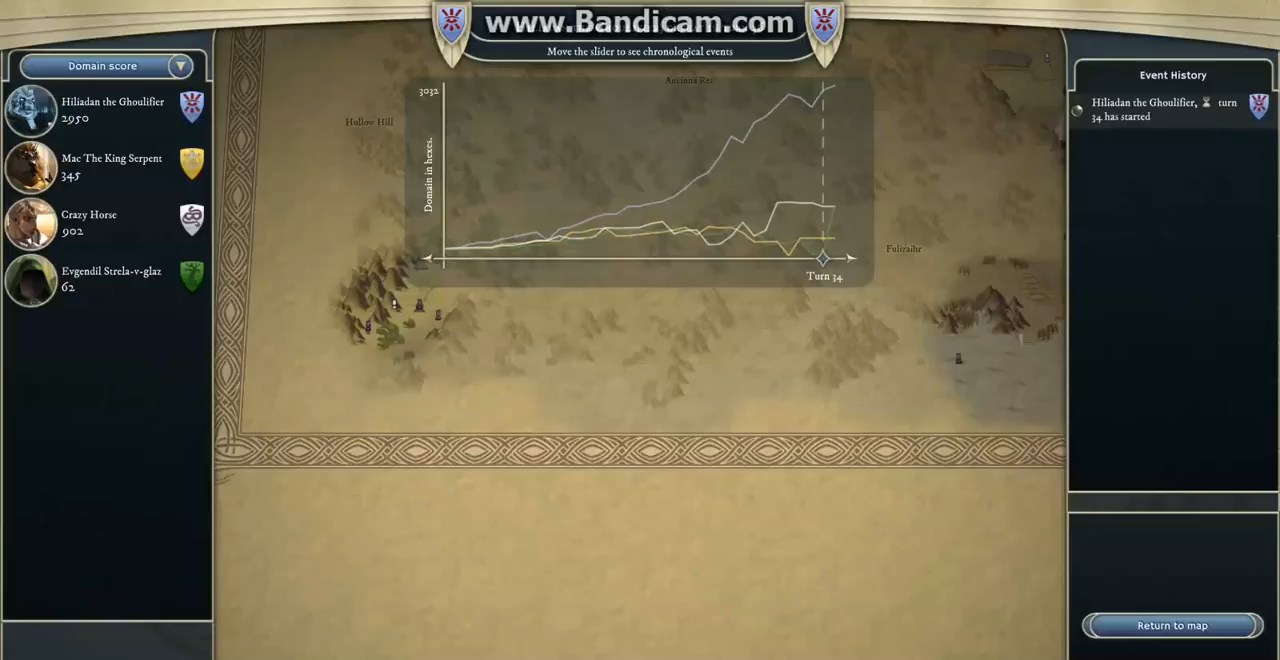 www.Bandicam.com
Move the slider to see chronological events
Domain score
Hiliadan the Ghoulifier
2950
Mac The King Serpent
345
Crazy Horse
902
Evgendil Strela-v-glaz
62
3032
Domain in hexes.
Turn 34
Hollow Hill
Event History
Hiliadan the Ghoulifier, turn
34 has started
Return to map